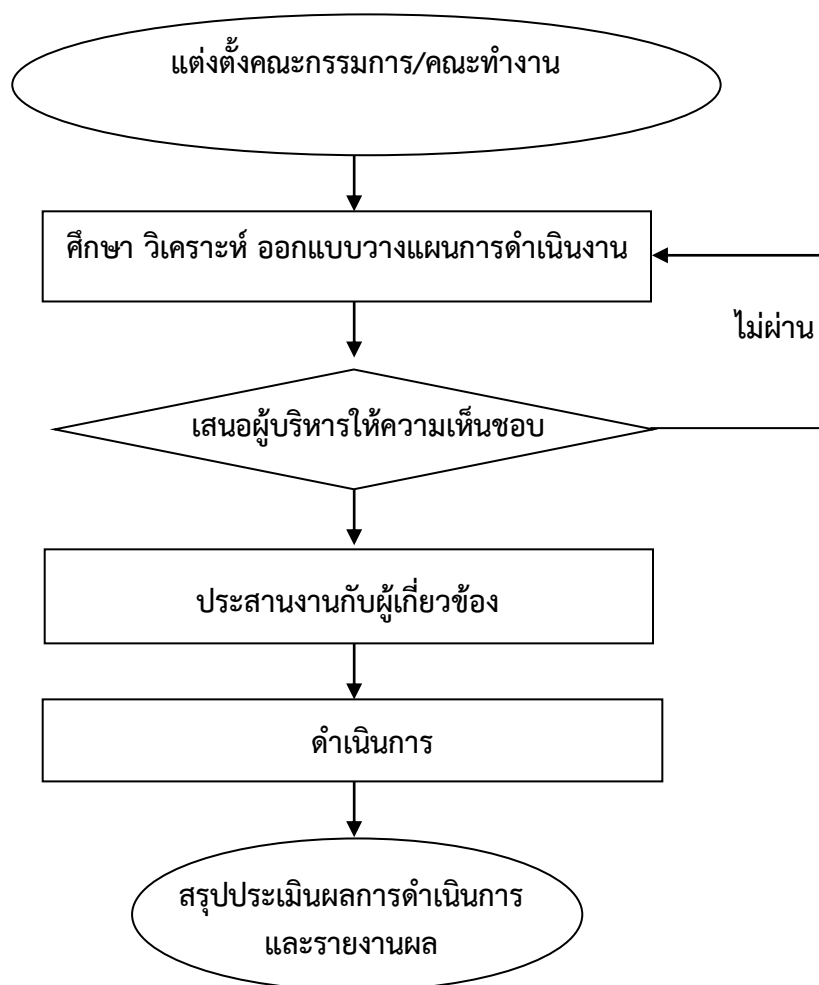 แต่งตั้งคณะกรรมการ/คณะทำงาน
ศึกษา วิเคราะห์ ออกแบบวางแผนการดำเนินงาน
ไม่ผ่าน
เสนอผู้บริหารให้ความเห็นชอบ
ประสานงานกับผู้เกี่ยวข้อง
ดำเนินการ
สรุปประเมินผลการดำเนินการ
และรายงานผล